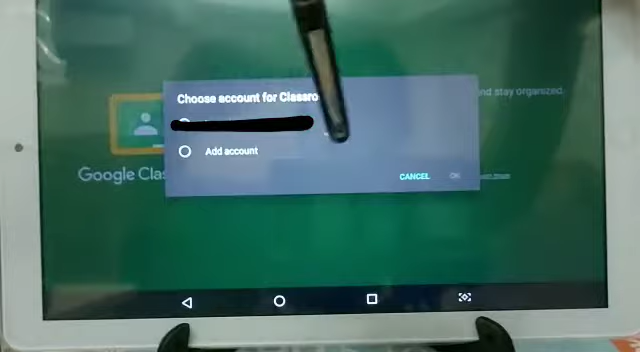 Choose account for Classro
nd stay organized.
Add account
Google Clas
CANCEL OK